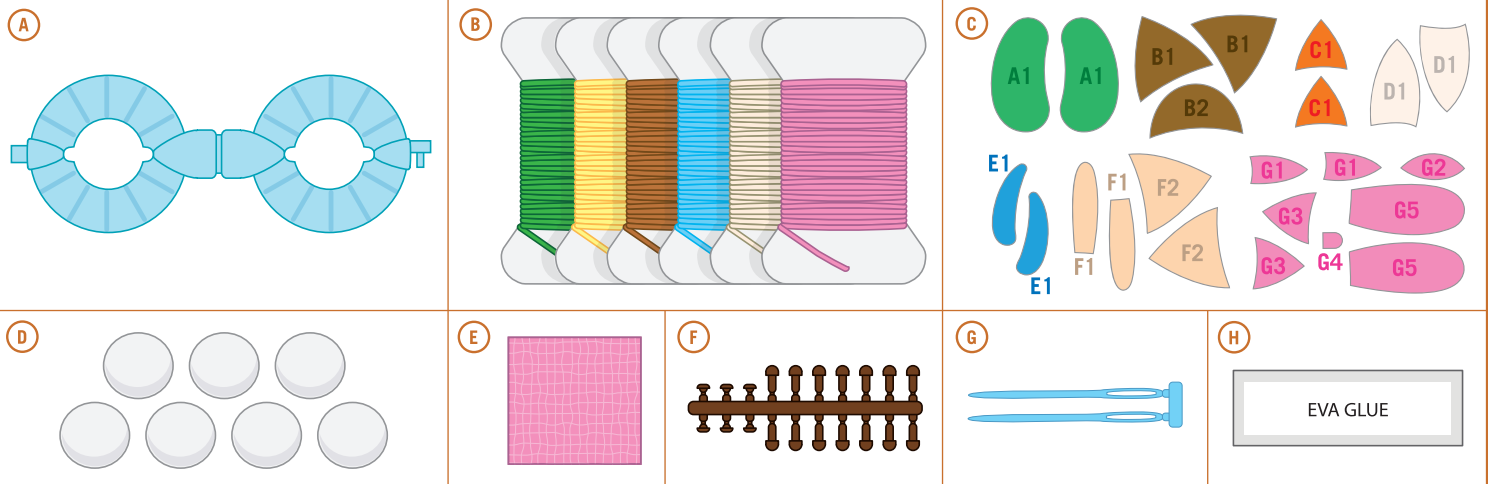 A
B
C
A1 A1
B1 B1
B2
C1
C1
D1 D1
E1
E1
F1
F1
F2
F2
G1 G1 G2
G3 G5
G4
G3 G5
D
E
F
G
H
EVA GLUE